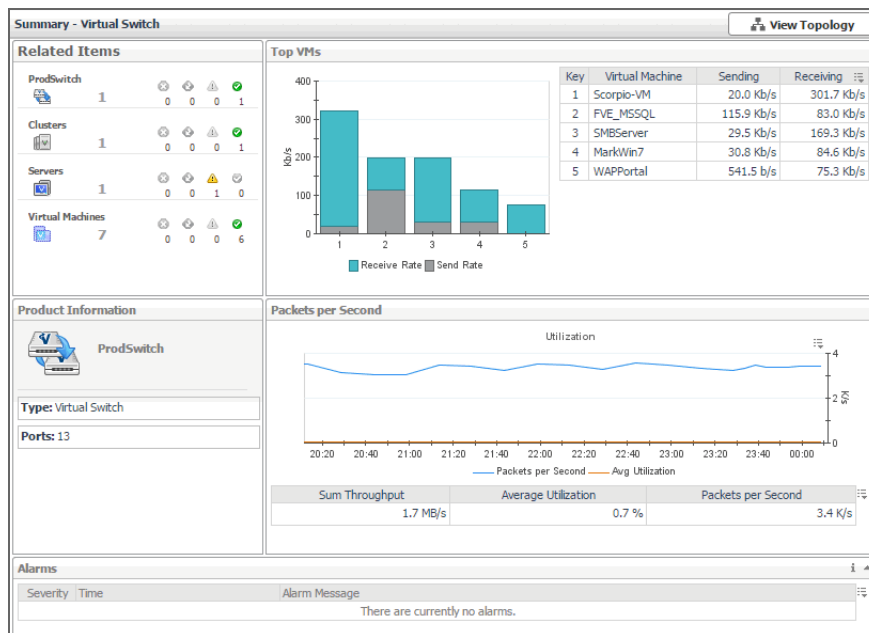 Summary - Virtual Switch
View Topology
Related Items
ProdSwitch
1
0 0 0 1
Clusters
1
0 0 0 1
Servers
1
0 0 1 0
Virtual Machines
7
0 0 0 6
Top VMs
400
300
200
100
0
Kb/s
1 2 3 4 5
Receive Rate Send Rate
Key Virtual Machine Sending Receiving
1 Scorpio-VM 20.0 Kb/s 301.7 Kb/s
2 FVE_MSSQL 115.9 Kb/s 83.0 Kb/s
3 SMBServer 29.5 Kb/s 169.3 Kb/s
4 MarkWin7 30.8 Kb/s 84.6 Kb/s
5 WAPPortal 541.5 b/s 75.3 Kb/s
Product Information
ProdSwitch
Type: Virtual Switch
Ports: 13
Packets per Second
Utilization
4
2
0
K/s
20:20 20:40 21:00 21:20 21:40 22:00 22:20 22:40 23:00 23:20 23:40 00:00
Packets per Second Avg Utilization
Sum Throughput Average Utilization Packets per Second
1.7 MB/s 0.7 % 3.4 K/s
Alarms
Severity Time Alarm Message
There are currently no alarms.